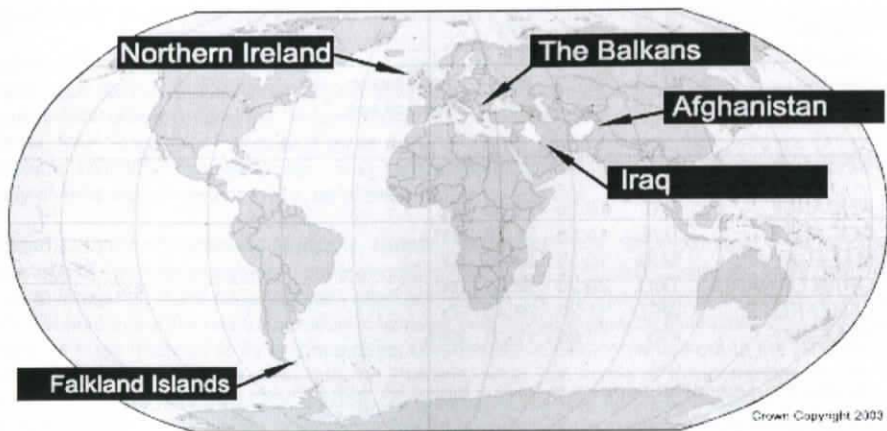 Northern Ireland
The Balkans
Afghanistan
Iraq
Falkland Islands
Crown Copyright 2003